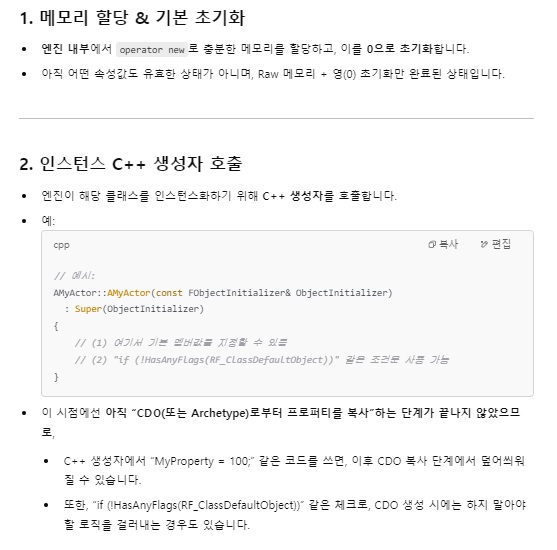 1. 메모리 할당 & 기본 초기화
엔진 내부에서 operator new 로 충분한 메모리를 할당하고, 이를 0으로 초기화합니다.
아직 어떤 속성값도 유효한 상태가 아니며, Raw 메모리 + 영(0) 초기화만 완료된 상태입니다.
2. 인스턴스 C++ 생성자 호출
엔진이 해당 클래스를 인스턴스화하기 위해 C++ 생성자를 호출합니다.
예:
cpp 복사 편집
// 예시:
AMyActor::AMyActor(const FObjectInitializer& ObjectInitializer)
: Super(ObjectInitializer)
{
// (1) 여기서 기본 멤버값을 지정할 수 있음
// (2) "if (!HasAnyFlags(RF_ClassDefaultObject))" 같은 조건문 사용 가능
}
이 시점에선 아직 “CDO(또는 Archetype)로부터 프로퍼티를 복사”하는 단계가 끝나지 않았으므
로,
C++ 생성자에서 “MyProperty = 100;” 같은 코드를 쓰면, 이후 CDO 복사 단계에서 덮어씌워
질 수 있습니다.
또한, “if (!HasAnyFlags(RF_ClassDefaultObject))” 같은 체크로, CDO 생성 시에는 하지 말아야
할 로직을 걸러내는 경우도 있습니다.